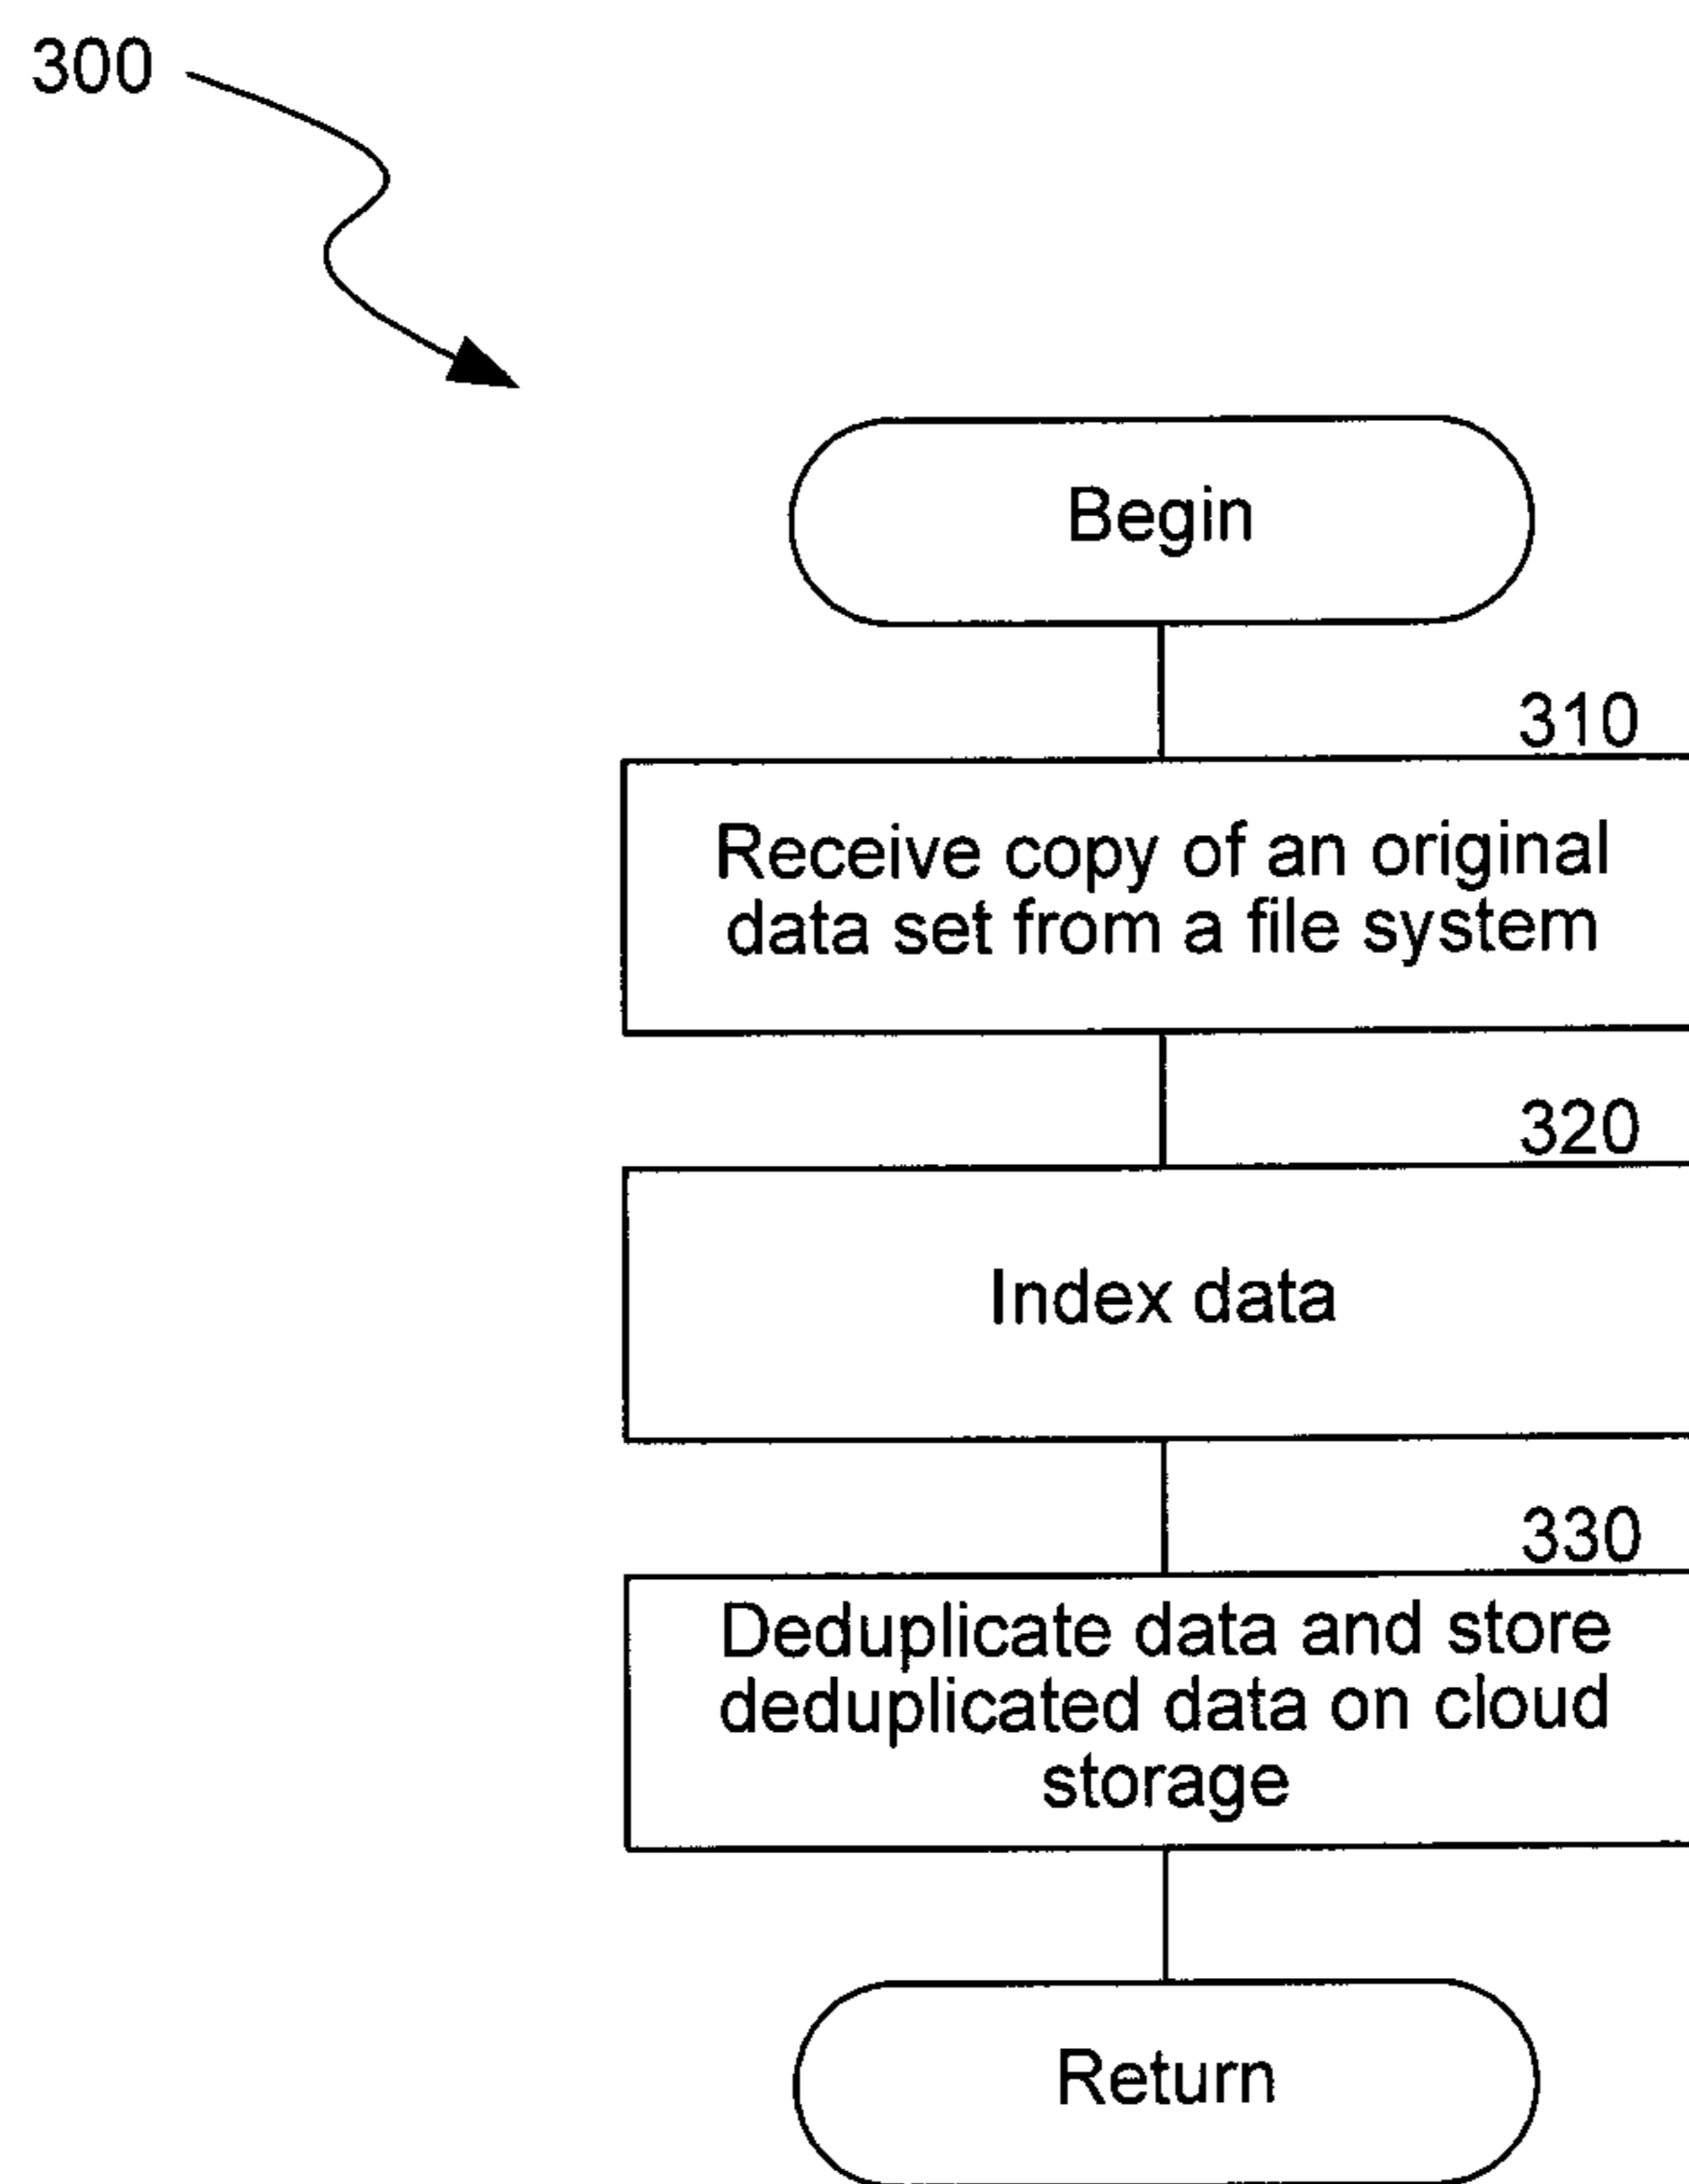 300
Begin
310
Receive copy of an original
data set from a file system
320
Index data
330
Deduplicate data and store
deduplicated data on cloud
storage
Return